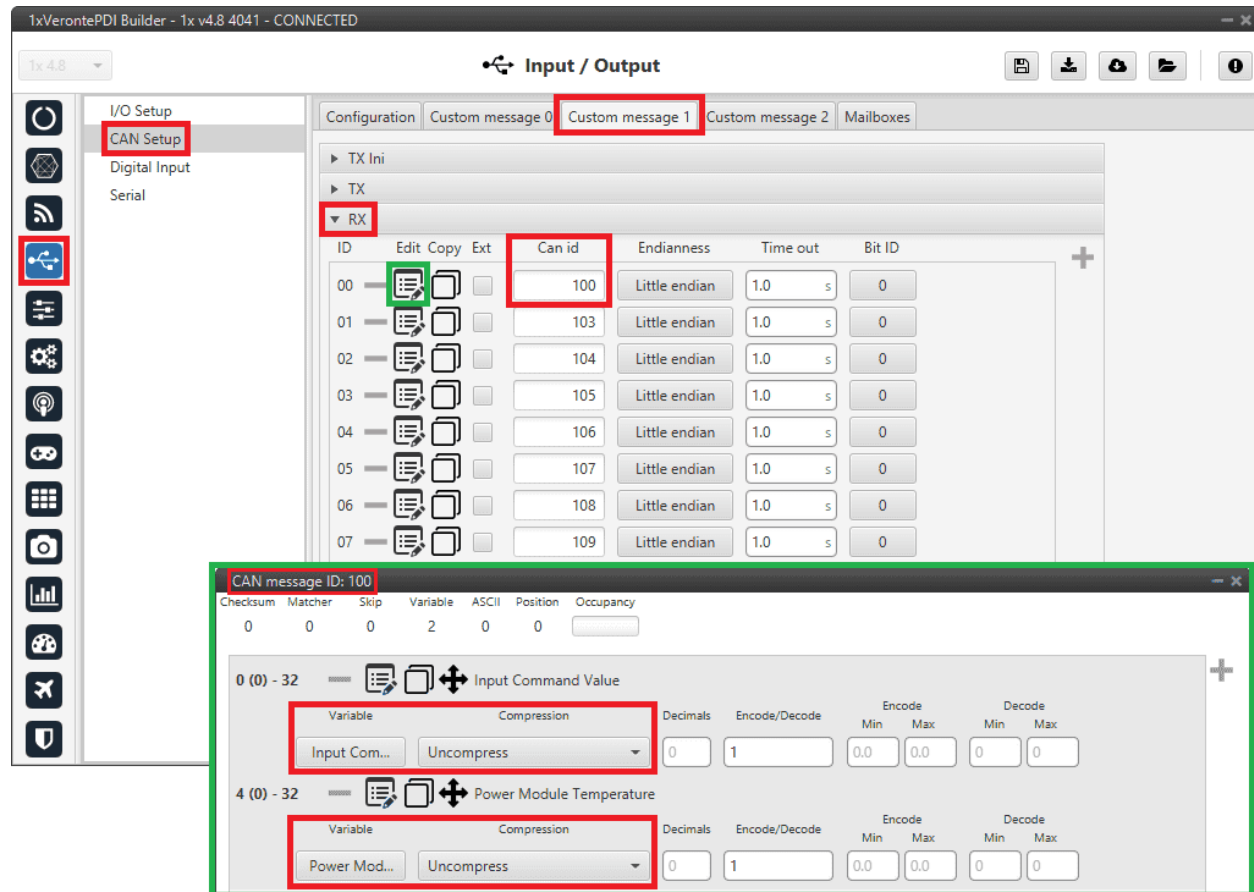 1xVerontePDI Builder - 1x v4.8 4041 - CONNECTED
1x 4.8
Input / Output
I/O Setup
CAN Setup
Digital Input
Serial
Configuration Custom message 0 Custom message 1 Custom message 2 Mailboxes
TX Ini
TX
RX
ID Edit Copy Ext Can id Endianness Time out Bit ID
00 100 Little endian 1.0 s 0
01 103 Little endian 1.0 s 0
02 104 Little endian 1.0 s 0
03 105 Little endian 1.0 s 0
04 106 Little endian 1.0 s 0
05 107 Little endian 1.0 s 0
06 108 Little endian 1.0 s 0
07 109 Little endian 1.0 s 0
CAN message ID: 100
Checksum Matcher Skip Variable ASCII Position Occupancy
0 0 0 2 0 0
0 (0) - 32 Input Command Value
Variable Compression Decimals Encode/Decode Encode Min Max Decode Min Max
Input Com... Uncompress 0 1 0.0 0.0 0 0
4 (0) - 32 Power Module Temperature
Variable Compression Decimals Encode/Decode Encode Min Max Decode Min Max
Power Mod... Uncompress 0 1 0.0 0.0 0 0